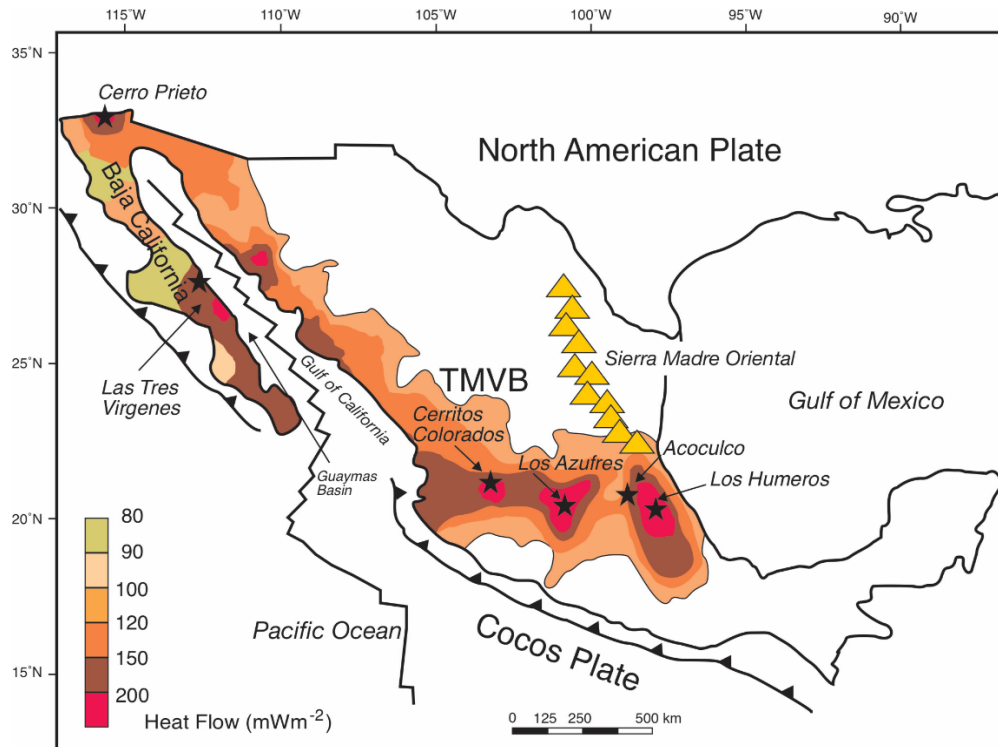 115°W
110°W
105°W
100°W
95°W
90°W
35°N
Cerro Prieto
North American Plate
Baja California
30°N
25°N
Sierra Madre Oriental
Las Tres
Virgenes
Gulf of California
TMVB
Gulf of Mexico
Cerritos
Colorados
Acoculco
Los Azufres
Los Humeros
Guaymas
Basin
20°N
80
90
100
120
150
200
Heat Flow (mWm-2)
Pacific Ocean
Cocos Plate
15°N
0 125 250 500 km